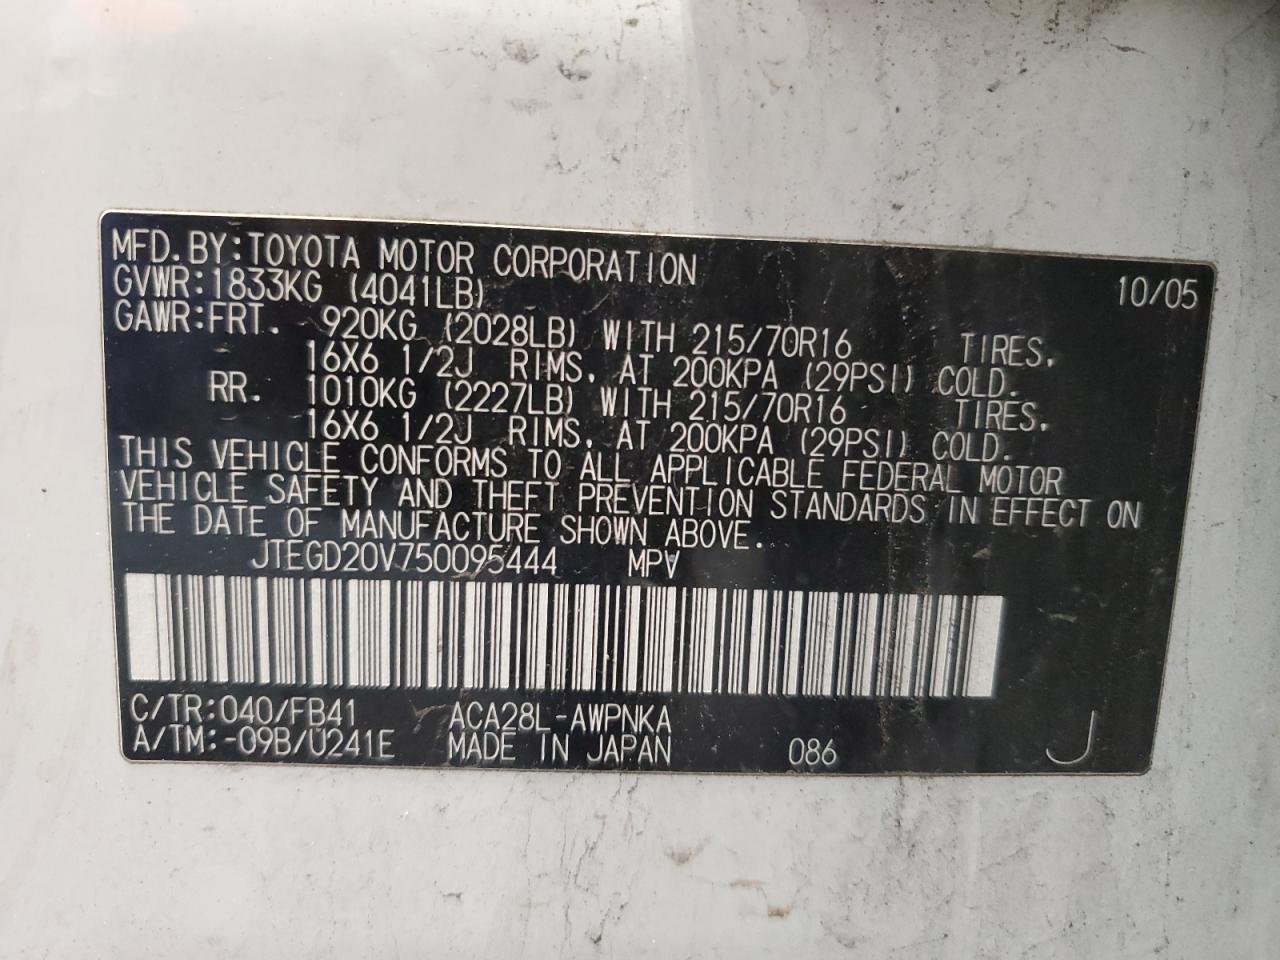 MFD. BY: TOYOTA MOTOR CORPORATION 10/05
GVWR: 1833KG (4041LB)
GAWR: FRT. 920KG (2028LB) WITH 215/70R16 TIRES,
16X6 1/2J RIMS, AT 200KPA (29PSI) COLD.
RR. 1010KG (2227LB) WITH 215/70R16 TIRES,
16X6 1/2J RIMS, AT 200KPA (29PSI) COLD.
THIS VEHICLE CONFORMS TO ALL APPLICABLE FEDERAL MOTOR
VEHICLE SAFETY AND THEFT PREVENTION STANDARDS IN EFFECT ON
THE DATE OF MANUFACTURE SHOWN ABOVE.
JTEGD20V750095444 MPV
C/TR: 040/FB41 ACA28L-AWPNKA
A/TM: -09B/U241E MADE IN JAPAN 086 J